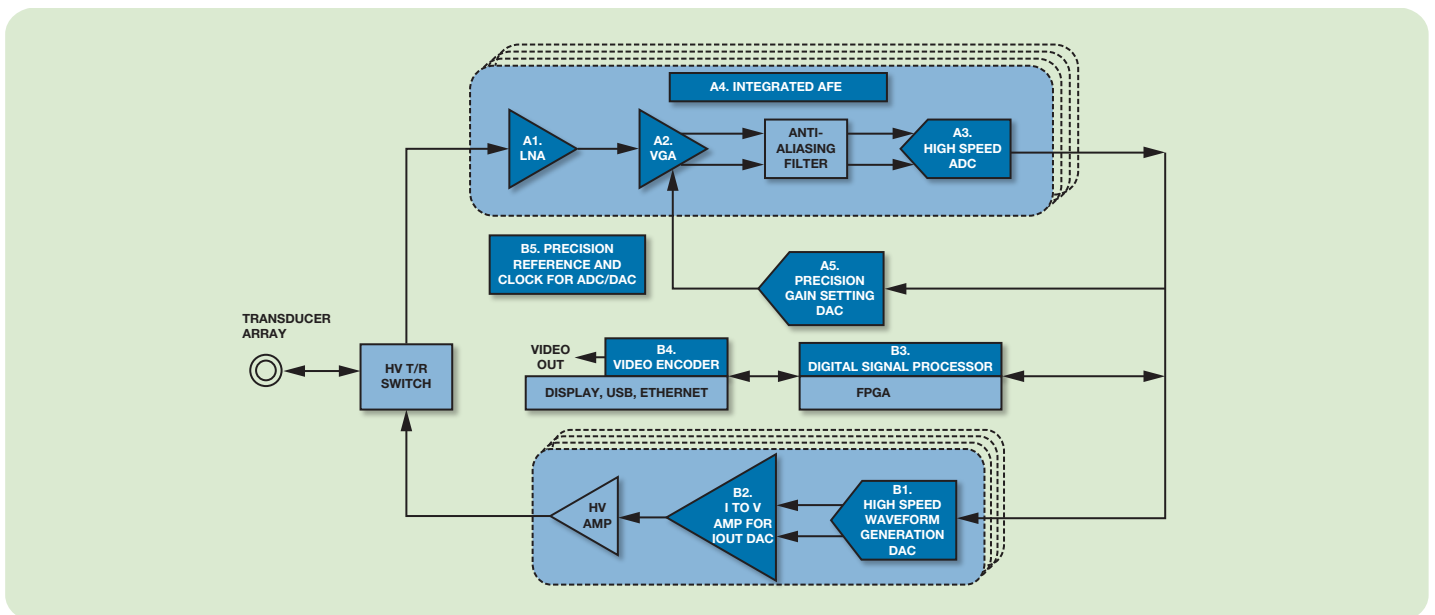 A4. INTEGRATED AFE
A1.
LNA
A2.
VGA
ANTI-
ALIASING
FILTER
A3.
HIGH SPEED
ADC
B5. PRECISION
REFERENCE AND
CLOCK FOR ADC/DAC
A5.
PRECISION
GAIN SETTING
DAC
TRANSDUCER
ARRAY
HV T/R
SWITCH
VIDEO
OUT
B4.
VIDEO ENCODER
DISPLAY, USB, ETHERNET
B3.
DIGITAL SIGNAL PROCESSOR
FPGA
HV
AMP
B2.
I TO V
AMP FOR
IOUT DAC
B1.
HIGH SPEED
WAVEFORM
GENERATION
DAC